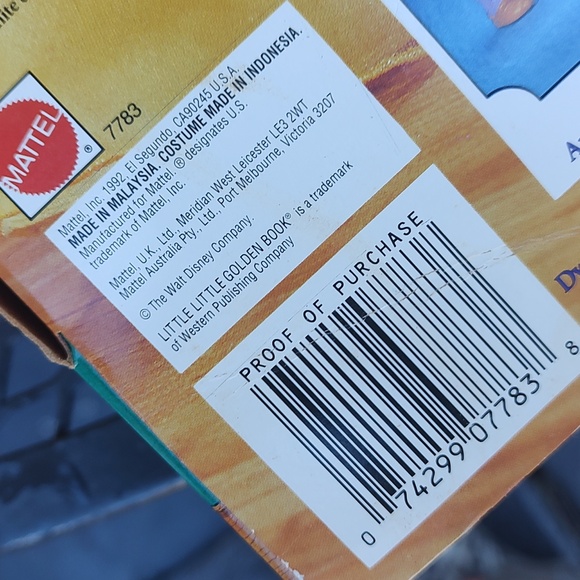 MATTEL
®
7783
Mattel Inc. 1992, El Segundo, CA90245 U.S.A.
MADE IN MALAYSIA. COSTUME MADE IN INDONESIA.
Manufactured for Mattel. ® designates U.S.
trademark of Mattel Inc.
Mattel, U.K. Ltd., Meridian West Leicester LE3 2WT
Mattel Australia Pty., Ltd., Port Melbourne, Victoria 3207
© The Walt Disney Company.
LITTLE LITTLE GOLDEN BOOK® is a trademark
of Western Publishing Company
PROOF OF PURCHASE
0 74299 07783 8